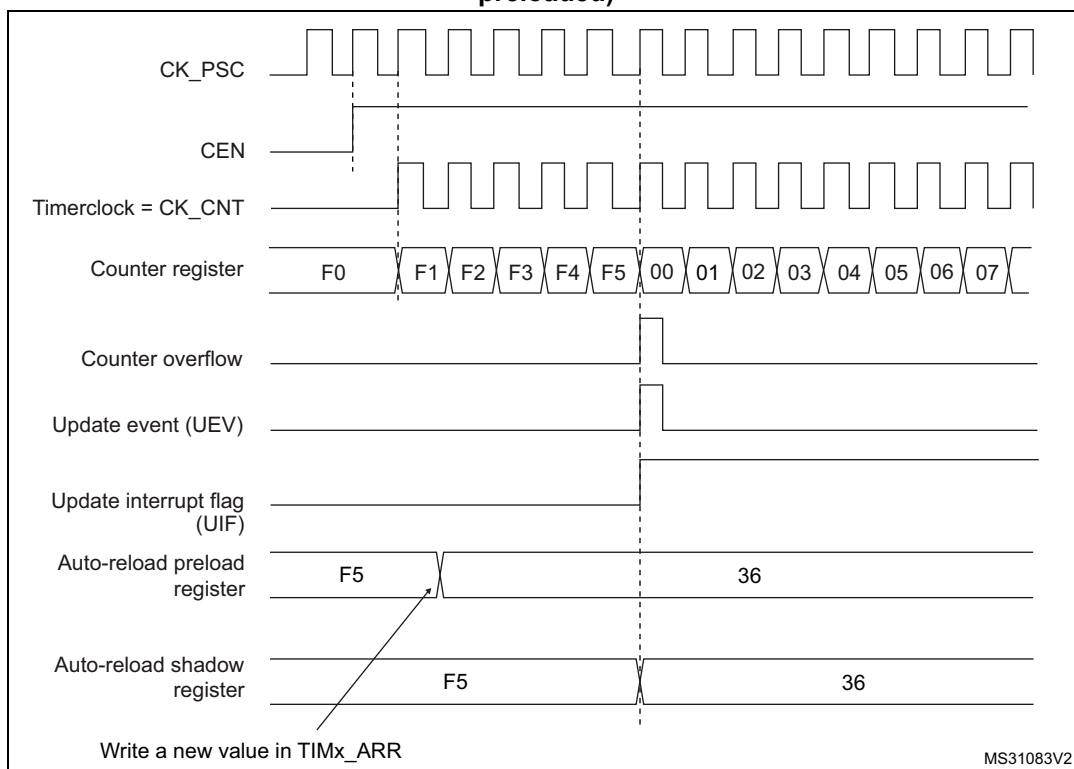 preloaded)
CK_PSC
CEN
Timerclock = CK_CNT
Counter register F0 F1 F2 F3 F4 F5 00 01 02 03 04 05 06 07
Counter overflow
Update event (UEV)
Update interrupt flag
(UIF)
Auto-reload preload
register
F5 36
Auto-reload shadow
register
F5 36
Write a new value in TIMx_ARR
MS31083V2